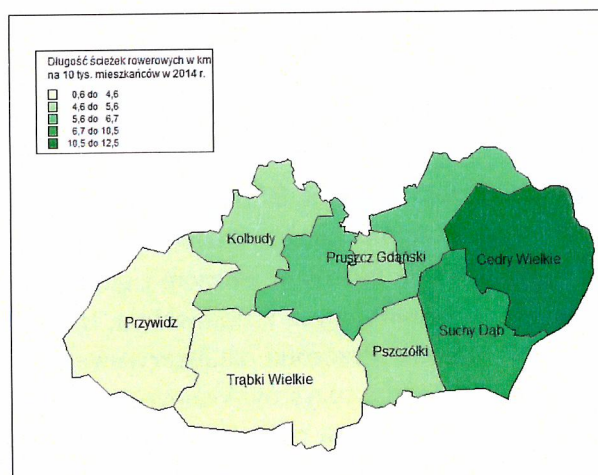 Długość ścieżek rowerowych w km
na 10 tys. mieszkańców w 2014 r.
0,6 do 4,6
4,6 do 5,6
5,6 do 6,7
6,7 do 10,5
10,5 do 12,5
Kolbudy
Pruszcz Gdański
Cedry Wielkie
Przywidz
Suchy Dąb
Pszczółki
Trąbki Wielkie